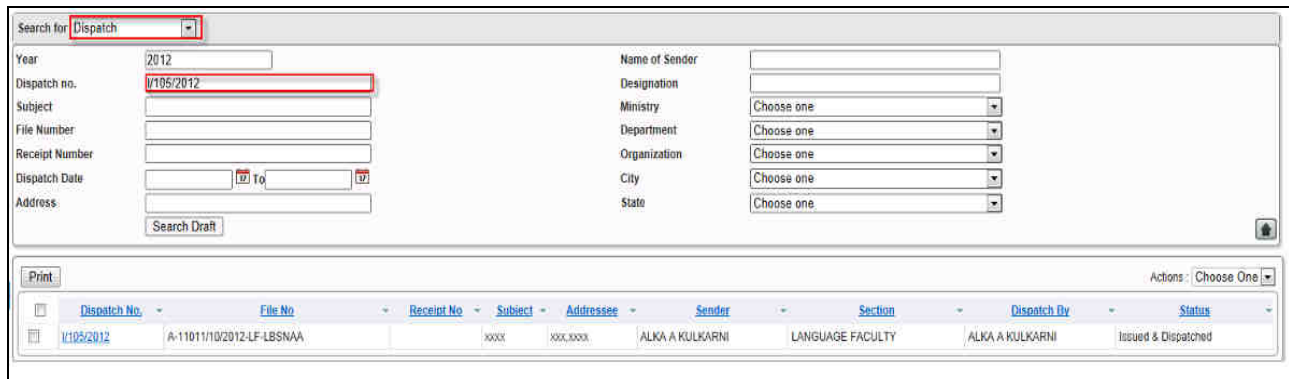 Search for Dispatch
Year 2012 Name of Sender
Dispatch no. I/105/2012 Designation
Subject Ministry Choose one
File Number Department Choose one
Receipt Number Organization Choose one
Dispatch Date To City Choose one
Address State Choose one
Search Draft
Print Actions : Choose One
Dispatch No. File No Receipt No Subject Addressee Sender Section Dispatch By Status
I/105/2012 A-11011/10/2012-LF-LBSNAA xxxx xxx,xxxx ALKA A KULKARNI LANGUAGE FACULTY ALKA A KULKARNI Issued & Dispatched